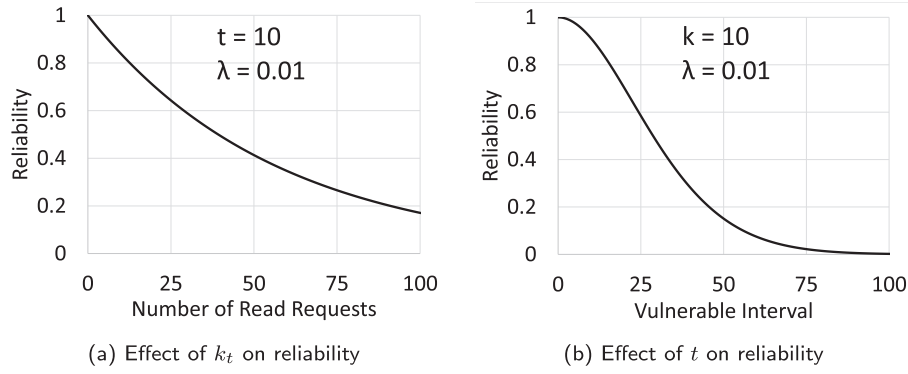 1
0.8
0.6
0.4
0.2
0
Reliability
t = 10
λ = 0.01
0 25 50 75 100
Number of Read Requests
(a) Effect of kₜ on reliability
1
0.8
0.6
0.4
0.2
0
Reliability
k = 10
λ = 0.01
0 25 50 75 100
Vulnerable Interval
(b) Effect of t on reliability